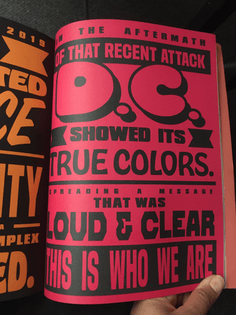 2019
TED
CE
ITY
MPLEX
ED.
IN THE AFTERMATH
OF THAT RECENT ATTACK
D.C.
SHOWED ITS
TRUE COLORS.
SPREADING A MESSAGE
THAT WAS
LOUD & CLEAR
THIS IS WHO WE ARE